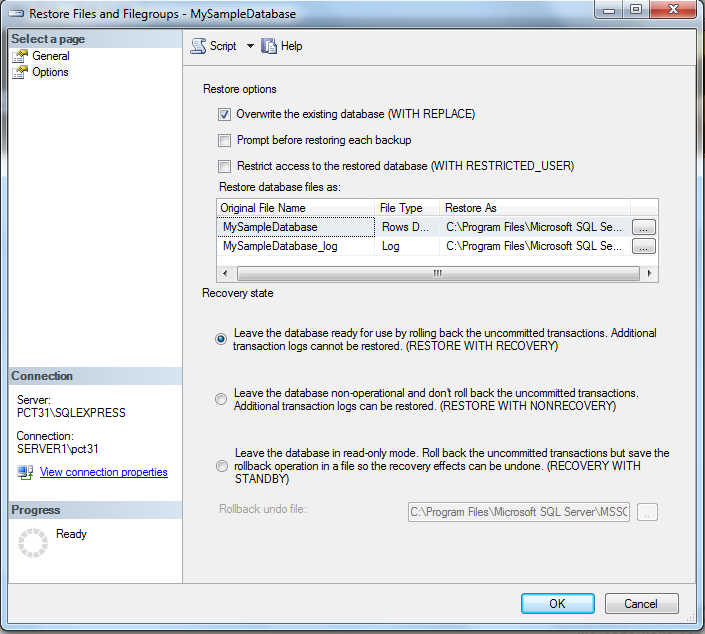 Restore Files and Filegroups - MySampleDatabase
Select a page
General
Options
Script
Help
Restore options
Overwrite the existing database (WITH REPLACE)
Prompt before restoring each backup
Restrict access to the restored database (WITH RESTRICTED_USER)
Restore database files as:
Original File Name File Type Restore As
MySampleDatabase Rows D... C:\Program Files\Microsoft SQL Se... ...
MySampleDatabase_log Log C:\Program Files\Microsoft SQL Se... ...
Recovery state
Leave the database ready for use by rolling back the uncommitted transactions. Additional
transaction logs cannot be restored. (RESTORE WITH RECOVERY)
Leave the database non-operational and don't roll back the uncommitted transactions.
Additional transaction logs can be restored. (RESTORE WITH NONRECOVERY)
Leave the database in read-only mode. Roll back the uncommitted transactions but save the
rollback operation in a file so the recovery effects can be undone. (RECOVERY WITH
STANDBY)
Rollback undo file: C:\Program Files\Microsoft SQL Server\MSSQ ..
Connection
Server:
PCT31\SQLEXPRESS
Connection:
SERVER1\pct31
View connection properties
Progress
Ready
OK
Cancel